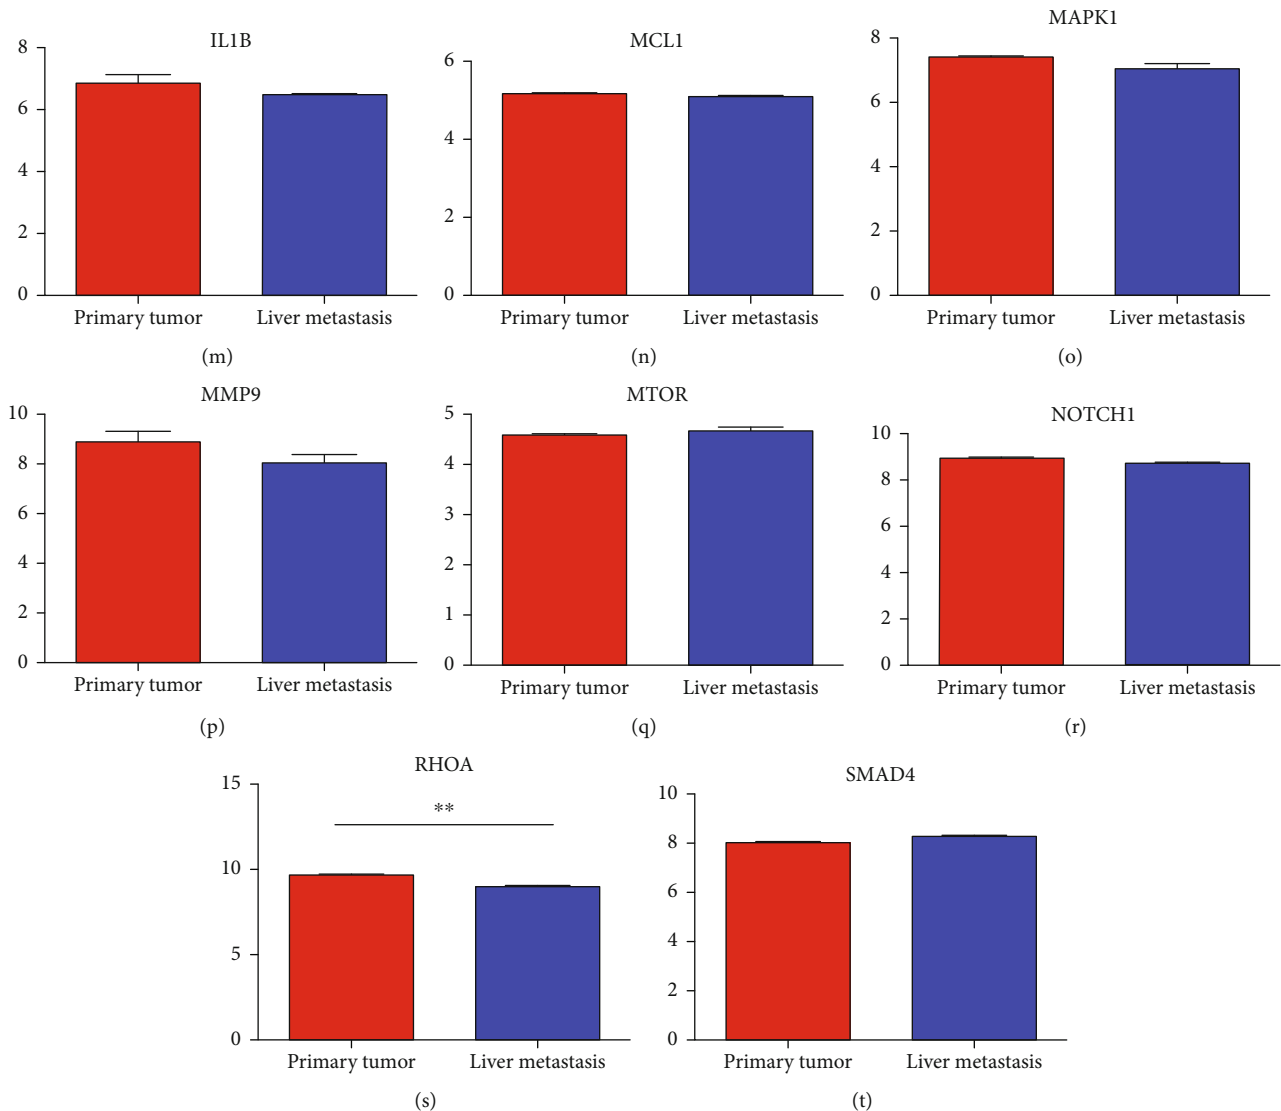 IL1B
8
6
4
2
0
Primary tumor Liver metastasis
(m)
MCL1
6
4
2
0
Primary tumor Liver metastasis
(n)
MAPK1
8
6
4
2
0
Primary tumor Liver metastasis
(o)
MMP9
10
8
6
4
2
0
Primary tumor Liver metastasis
(p)
MTOR
5
4
3
2
1
0
Primary tumor Liver metastasis
(q)
NOTCH1
10
8
6
4
2
0
Primary tumor Liver metastasis
(r)
RHOA
15
**
10
5
0
Primary tumor Liver metastasis
(s)
SMAD4
10
8
6
4
2
0
Primary tumor Liver metastasis
(t)